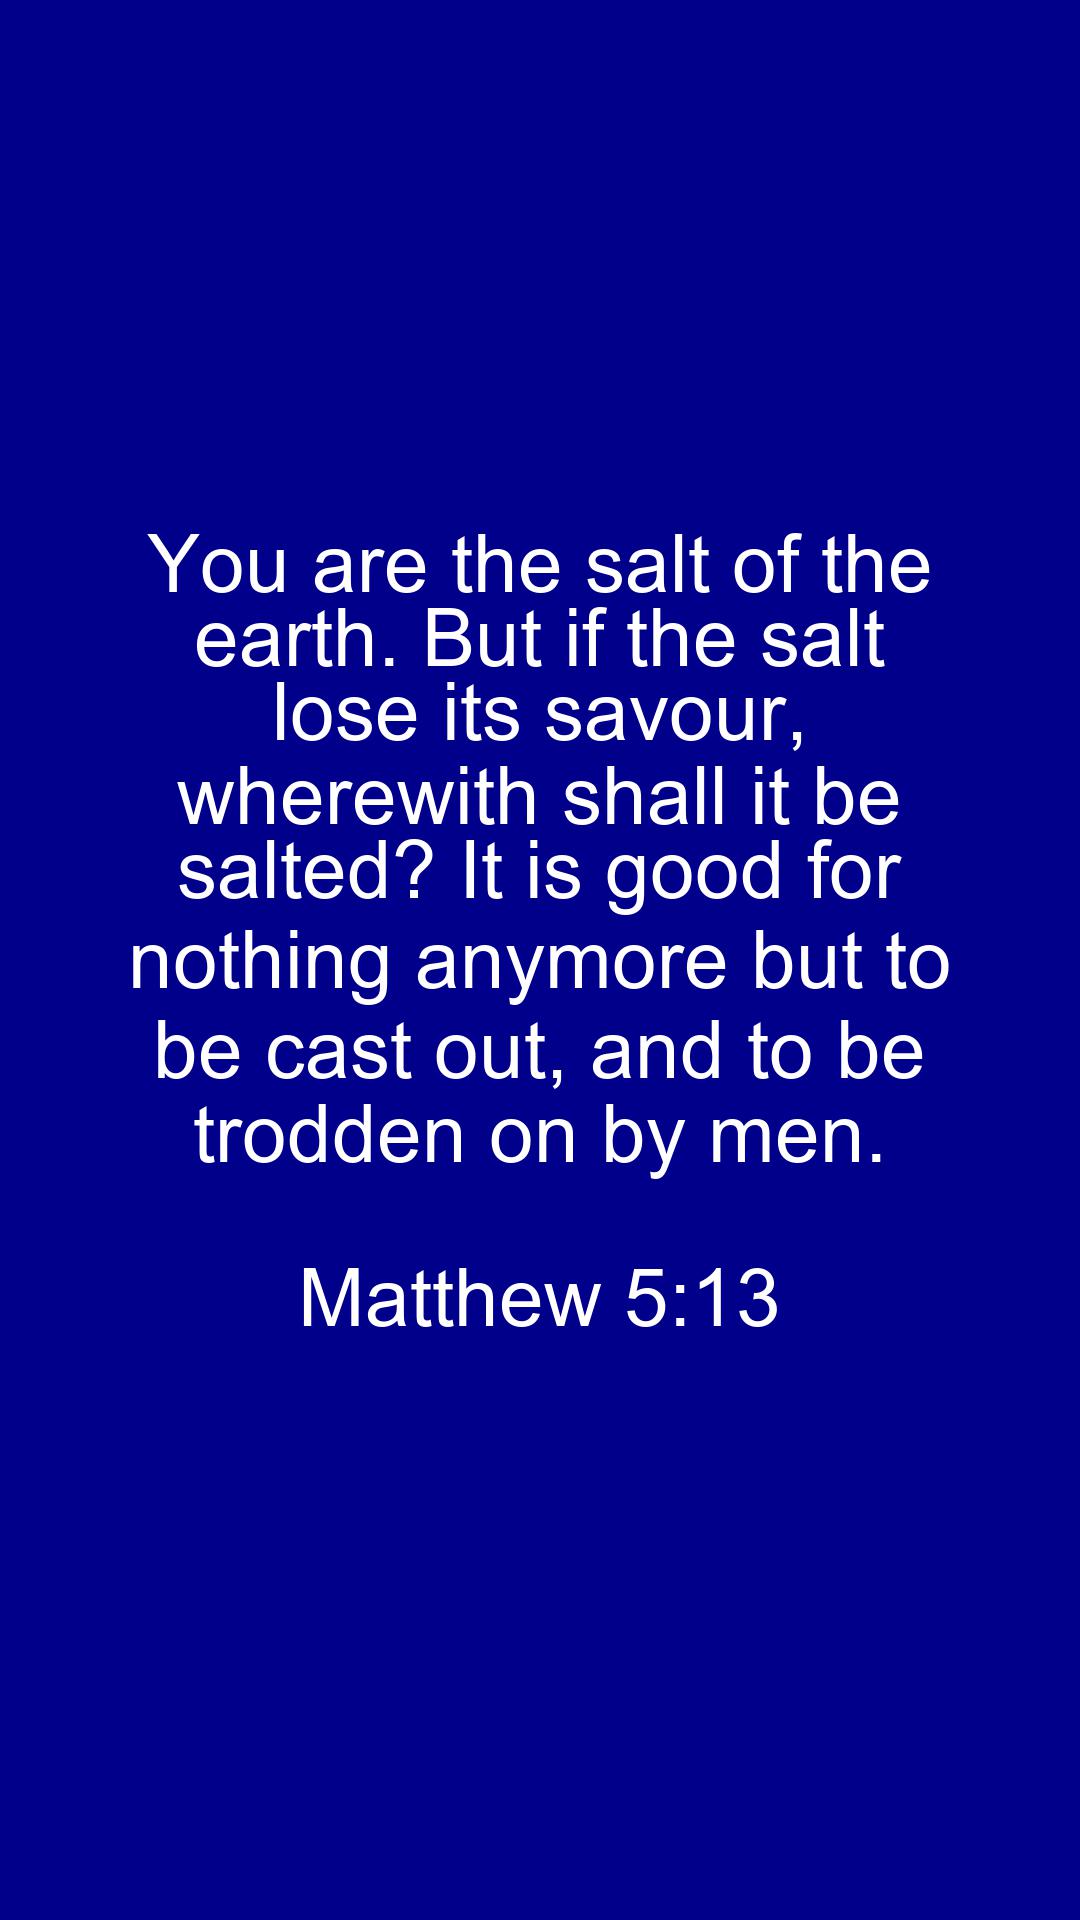 You are the salt of the
earth. But if the salt
lose its savour,
wherewith shall it be
salted? It is good for
nothing anymore but to
be cast out, and to be
trodden on by men.
Matthew 5:13